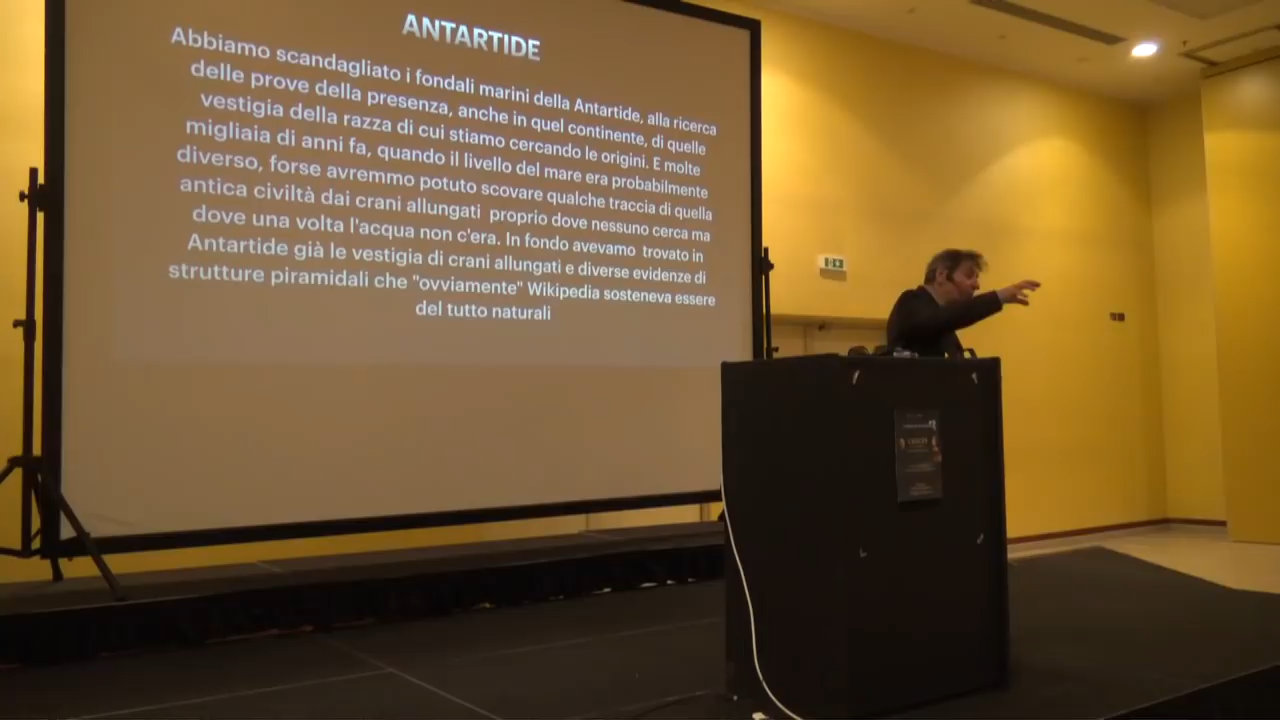 ANTARTIDE
Abbiamo scandagliato i fondali marini della Antartide, alla ricerca
delle prove della presenza, anche in quel continente, di quelle
vestigia della razza di cui stiamo cercando le origini. E molte
migliaia di anni fa, quando il livello del mare era probabilmente
diverso, forse avremmo potuto scovare qualche traccia di quella
antica civiltà dai crani allungati proprio dove nessuno cerca ma
dove una volta l'acqua non c'era. In fondo avevamo trovato in
Antartide già le vestigia di crani allungati e diverse evidenze di
strutture piramidali che "ovviamente" Wikipedia sosteneva essere
del tutto naturali